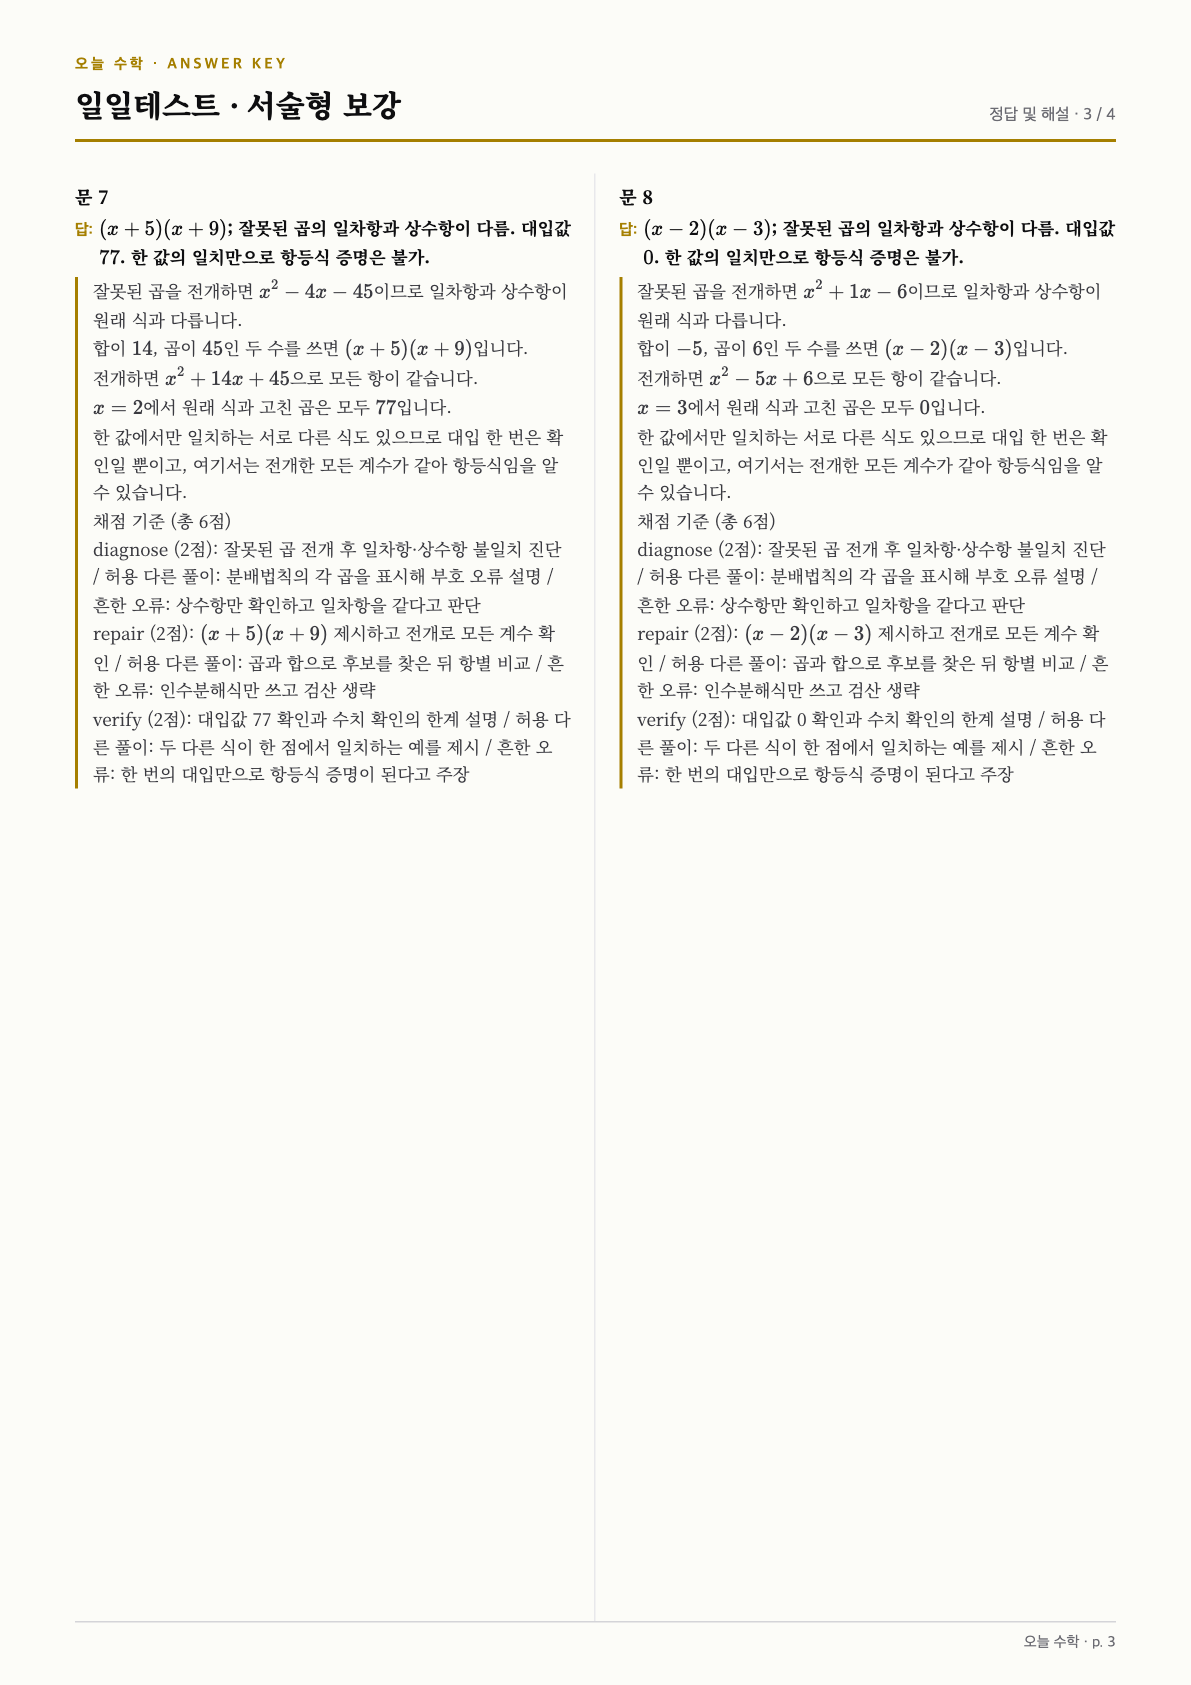 오늘 수학 · ANSWER KEY
일일테스트 · 서술형 보강
정답 및 해설 · 3 / 4
문 7
답: (x + 5)(x + 9); 잘못된 곱의 일차항과 상수항이 다름. 대입값
77. 한 값의 일치만으로 항등식 증명은 불가.
잘못된 곱을 전개하면 x² − 4x − 45이므로 일차항과 상수항이
원래 식과 다릅니다.
합이 14, 곱이 45인 두 수를 쓰면 (x + 5)(x + 9)입니다.
전개하면 x² + 14x + 45으로 모든 항이 같습니다.
x = 2에서 원래 식과 고친 곱은 모두 77입니다.
한 값에서만 일치하는 서로 다른 식도 있으므로 대입 한 번은 확
인일 뿐이고, 여기서는 전개한 모든 계수가 같아 항등식임을 알
수 있습니다.
채점 기준 (총 6점)
diagnose (2점): 잘못된 곱 전개 후 일차항·상수항 불일치 진단
/ 허용 다른 풀이: 분배법칙의 각 곱을 표시해 부호 오류 설명 /
흔한 오류: 상수항만 확인하고 일차항을 같다고 판단
repair (2점): (x + 5)(x + 9) 제시하고 전개로 모든 계수 확
인 / 허용 다른 풀이: 곱과 합으로 후보를 찾은 뒤 항별 비교 / 흔
한 오류: 인수분해식만 쓰고 검산 생략
verify (2점): 대입값 77 확인과 수치 확인의 한계 설명 / 허용 다
른 풀이: 두 다른 식이 한 점에서 일치하는 예를 제시 / 흔한 오
류: 한 번의 대입만으로 항등식 증명이 된다고 주장
문 8
답: (x − 2)(x − 3); 잘못된 곱의 일차항과 상수항이 다름. 대입값
0. 한 값의 일치만으로 항등식 증명은 불가.
잘못된 곱을 전개하면 x² + 1x − 6이므로 일차항과 상수항이
원래 식과 다릅니다.
합이 −5, 곱이 6인 두 수를 쓰면 (x − 2)(x − 3)입니다.
전개하면 x² − 5x + 6으로 모든 항이 같습니다.
x = 3에서 원래 식과 고친 곱은 모두 0입니다.
한 값에서만 일치하는 서로 다른 식도 있으므로 대입 한 번은 확
인일 뿐이고, 여기서는 전개한 모든 계수가 같아 항등식임을 알
수 있습니다.
채점 기준 (총 6점)
diagnose (2점): 잘못된 곱 전개 후 일차항·상수항 불일치 진단
/ 허용 다른 풀이: 분배법칙의 각 곱을 표시해 부호 오류 설명 /
흔한 오류: 상수항만 확인하고 일차항을 같다고 판단
repair (2점): (x − 2)(x − 3) 제시하고 전개로 모든 계수 확
인 / 허용 다른 풀이: 곱과 합으로 후보를 찾은 뒤 항별 비교 / 흔
한 오류: 인수분해식만 쓰고 검산 생략
verify (2점): 대입값 0 확인과 수치 확인의 한계 설명 / 허용 다
른 풀이: 두 다른 식이 한 점에서 일치하는 예를 제시 / 흔한 오
류: 한 번의 대입만으로 항등식 증명이 된다고 주장
오늘 수학 · p. 3